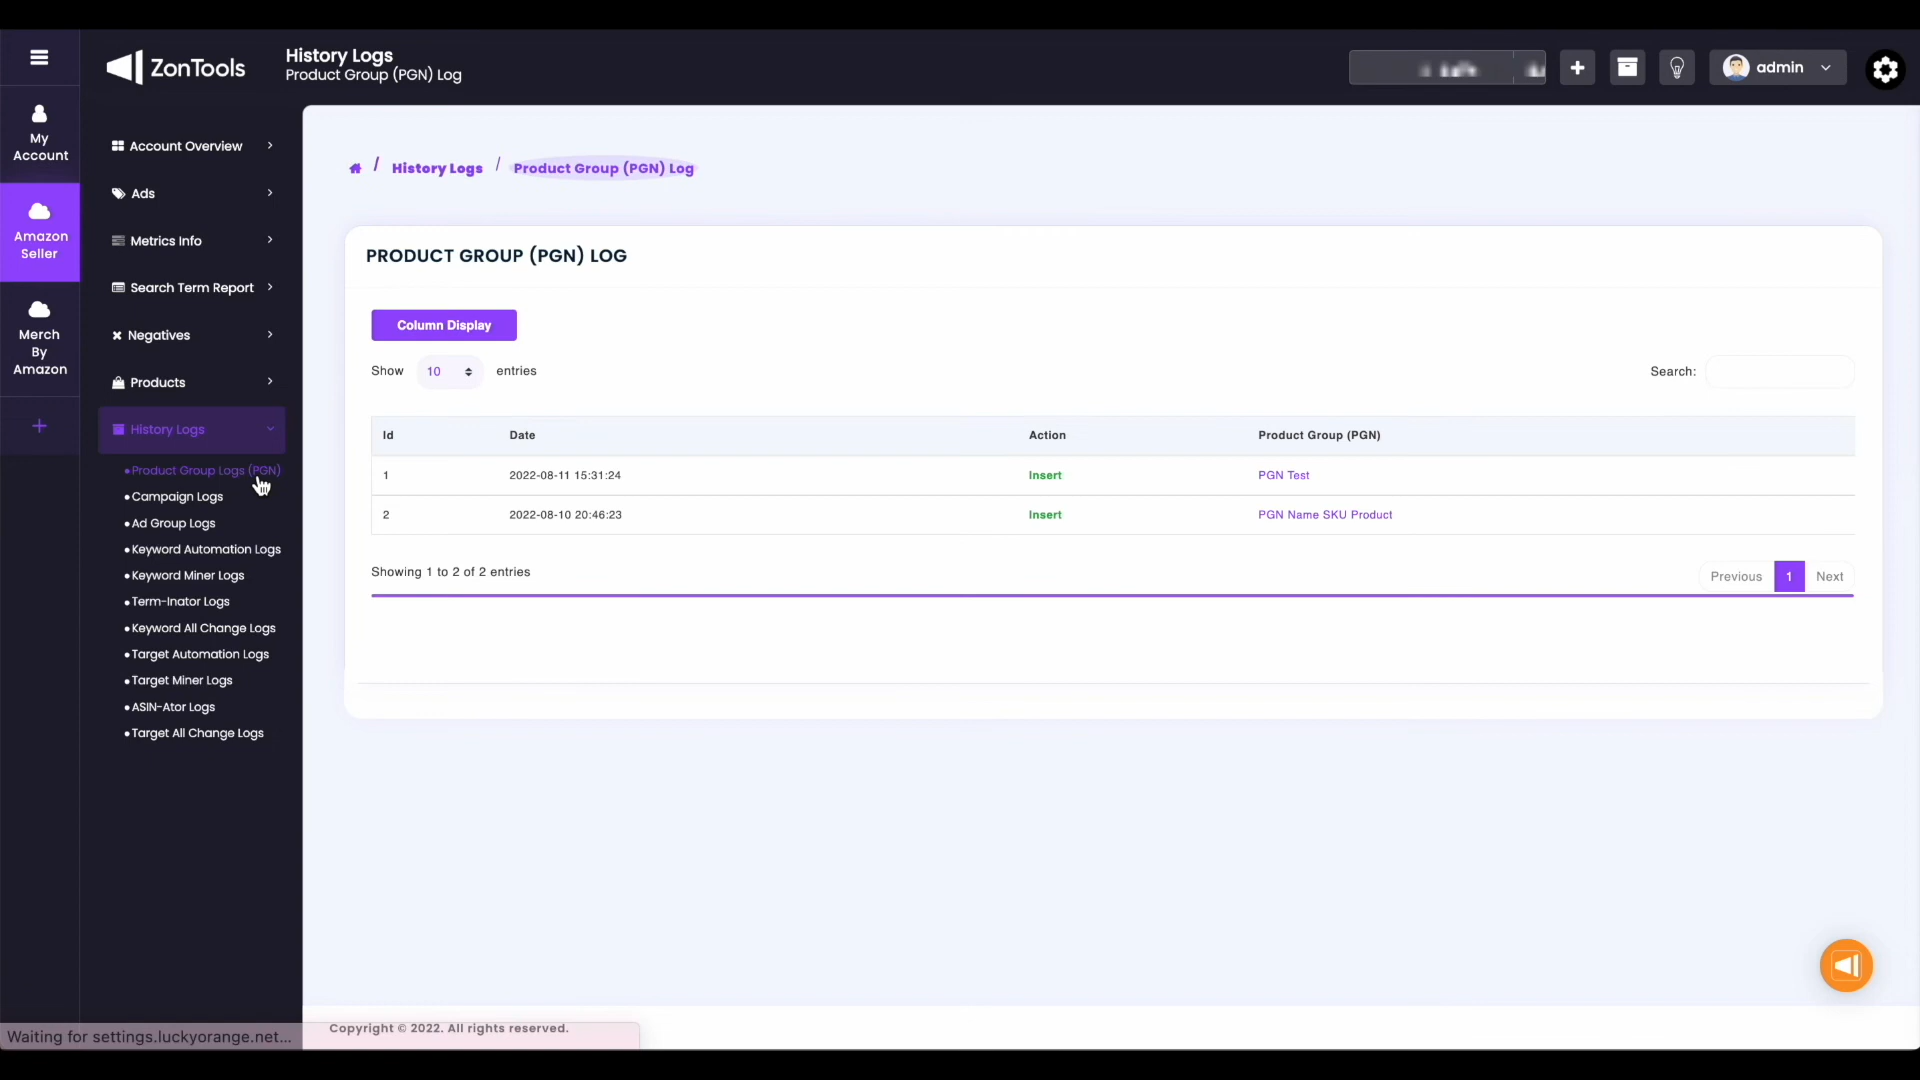 My
Account
Amazon
Seller
Merch
By
Amazon
ZonTools
History Logs
Product Group (PGN) Log
admin
Account Overview
Ads
Metrics Info
Search Term Report
Negatives
Products
History Logs
Product Group Logs (PGN)
Campaign Logs
Ad Group Logs
Keyword Automation Logs
Keyword Miner Logs
Term-Inator Logs
Keyword All Change Logs
Target Automation Logs
Target Miner Logs
ASIN-Ator Logs
Target All Change Logs
/ History Logs / Product Group (PGN) Log
PRODUCT GROUP (PGN) LOG
Column Display
Show 10 entries
Search:
Id Date Action Product Group (PGN)
1 2022-08-11 15:31:24 Insert PGN Test
2 2022-08-10 20:46:23 Insert PGN Name SKU Product
Showing 1 to 2 of 2 entries
Previous 1 Next
Copyright © 2022. All rights reserved.
Waiting for settings.luckyorange.net...